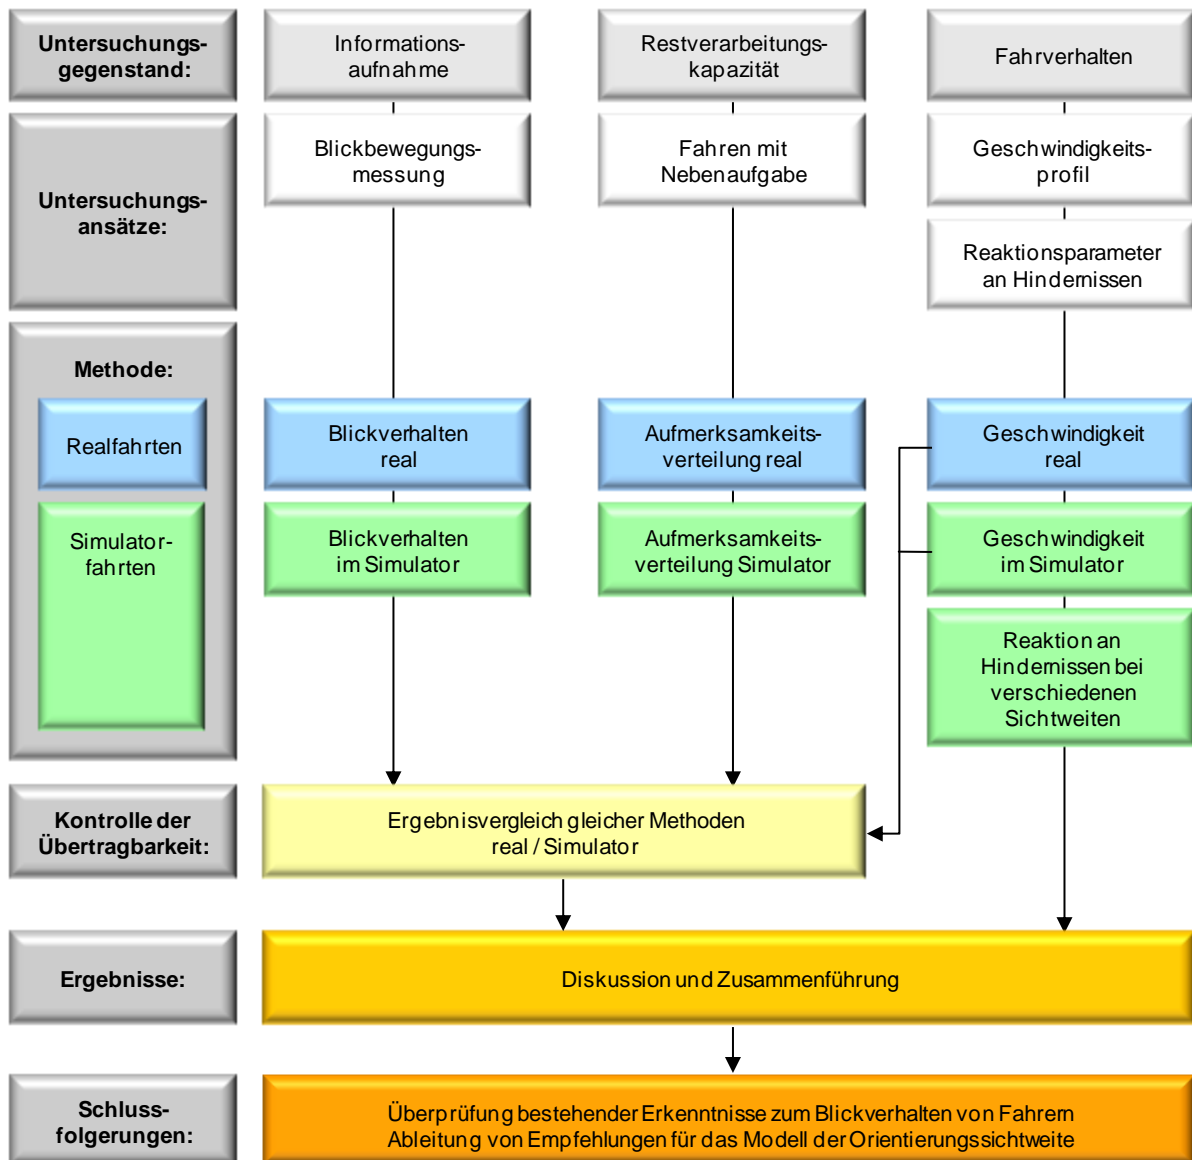 Untersuchungs-
gegenstand:
Informations-
aufnahme
Restverarbeitungs-
kapazität
Fahrverhalten
Untersuchungs-
ansätze:
Blickbewegungs-
messung
Fahren mit
Nebenaufgabe
Geschwindigkeits-
profil
Reaktionsparameter
an Hindernissen
Methode:
Realfahrten
Blickverhalten
real
Aufmerksamkeits-
verteilung real
Geschwindigkeit
real
Simulator-
fahrten
Blickverhalten
im Simulator
Aufmerksamkeits-
verteilung Simulator
Geschwindigkeit
im Simulator
Reaktion an
Hindernissen bei
verschiedenen
Sichtweiten
Kontrolle der
Übertragbarkeit:
Ergebnisvergleich gleicher Methoden
real / Simulator
Ergebnisse:
Diskussion und Zusammenführung
Schluss-
folgerungen:
Überprüfung bestehender Erkenntnisse zum Blickverhalten von Fahrern
Ableitung von Empfehlungen für das Modell der Orientierungssichtweite